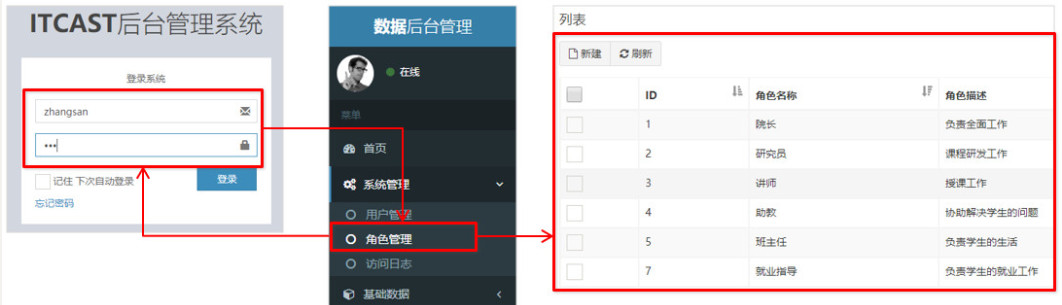 ITCAST后台管理系统
登录系统
zhangsan
•••
记住 下次自动登录
登录
忘记密码
数据后台管理
在线
菜单
首页
系统管理
用户管理
角色管理
访问日志
基础数据
列表
新建 刷新
ID 角色名称 角色描述
1 院长 负责全面工作
2 研究员 课程研发工作
3 讲师 授课工作
4 助教 协助解决学生的问题
5 班主任 负责学生的生活
7 就业指导 负责学生的就业工作